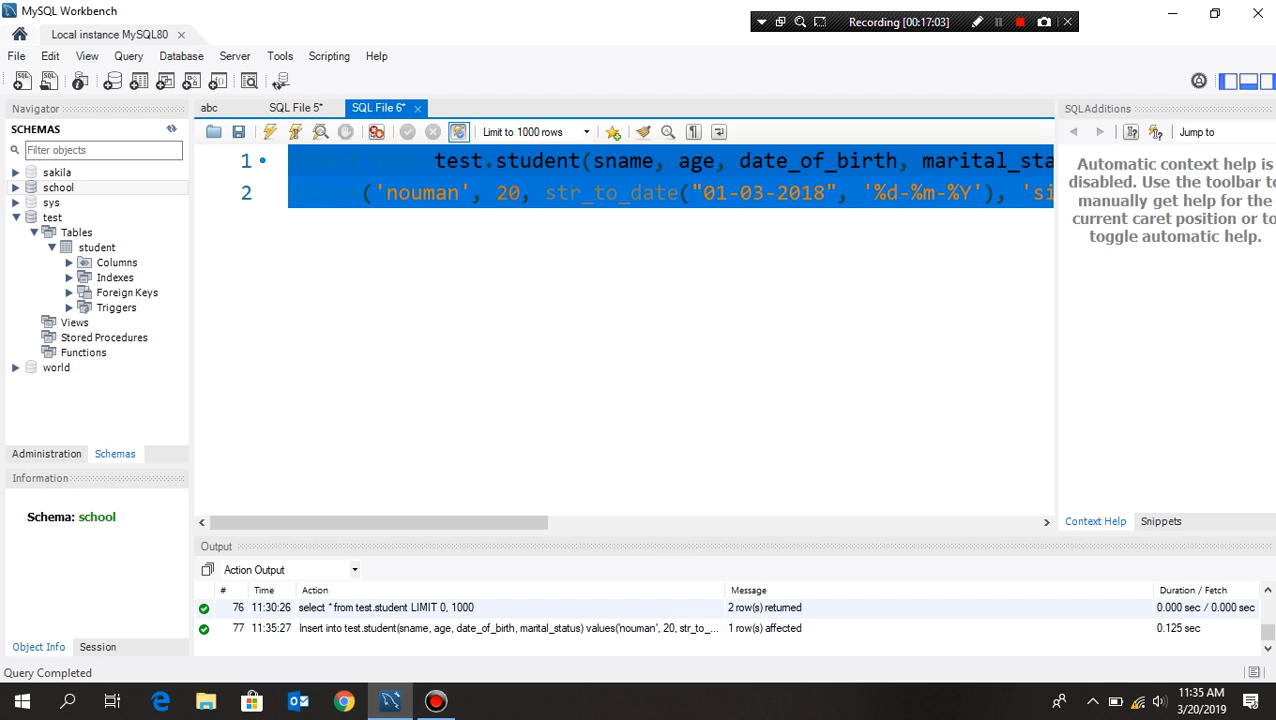 MySQL Workbench
Recording [00:17:03]
Local instance MySQL80
File Edit View Query Database Server Tools Scripting Help
Navigator
abc SQL File 5* SQL File 6*
SQLAdditions
SCHEMAS
Limit to 1000 rows
Jump to
Filter objects
sakila
school
sys
test
Tables
student
Columns
Indexes
Foreign Keys
Triggers
Views
Stored Procedures
Functions
world
1 Insert into test.student(sname, age, date_of_birth, marital_sta
2 values('nouman', 20, str_to_date("01-03-2018", '%d-%m-%Y'), 'si
Automatic context help is
disabled. Use the toolbar to
manually get help for the
current caret position or to
toggle automatic help.
Administration Schemas
Information
Schema: school
Context Help Snippets
Output
Action Output
# Time Action Message Duration / Fetch
76 11:30:26 select * from test.student LIMIT 0, 1000 2 row(s) returned 0.000 sec / 0.000 sec
77 11:35:27 Insert into test.student(sname, age, date_of_birth, marital_status) values('nouman', 20, str_to_... 1 row(s) affected 0.125 sec
Object Info Session
Query Completed
11:35 AM
3/20/2019